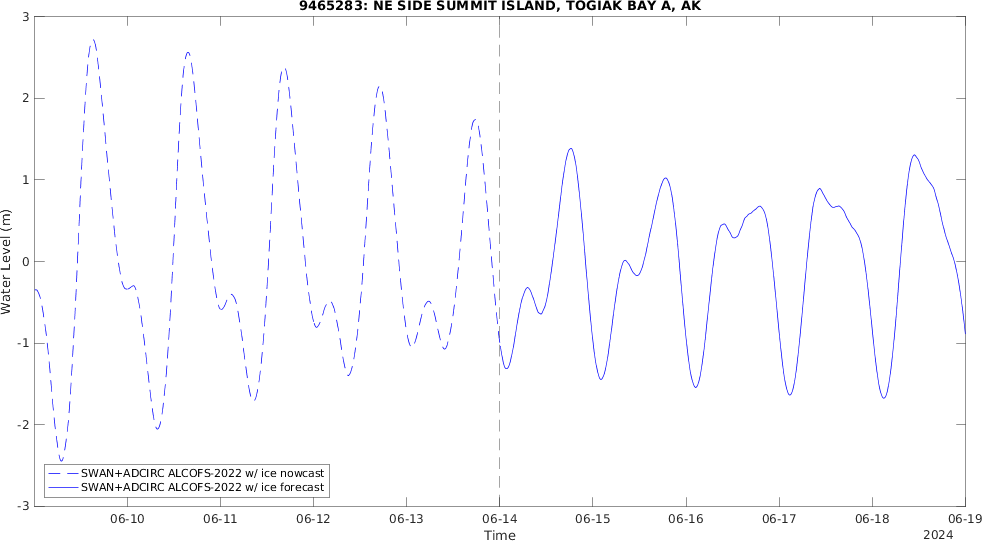 9465283: NE SIDE SUMMIT ISLAND, TOGIAK BAY A, AK
3
2
1
0
-1
-2
-3
Water Level (m)
SWAN+ADCIRC ALCOFS-2022 w/ ice nowcast
SWAN+ADCIRC ALCOFS-2022 w/ ice forecast
06-10 06-11 06-12 06-13 06-14 06-15 06-16 06-17 06-18 06-19
Time
2024